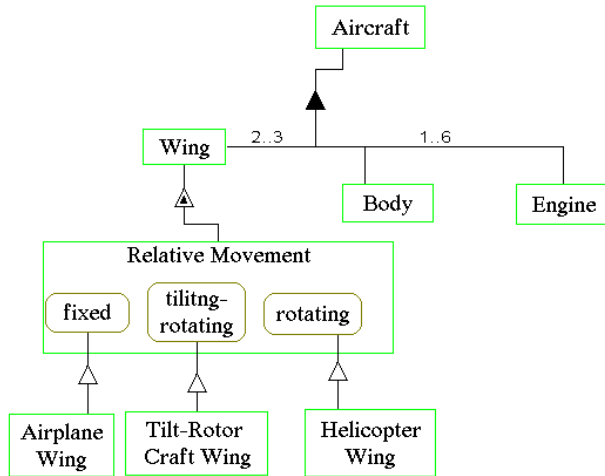 Aircraft
2..3
1..6
Wing
Body
Engine
Relative Movement
fixed
tilitng-
rotating
rotating
Airplane
Wing
Tilt-Rotor
Craft Wing
Helicopter
Wing